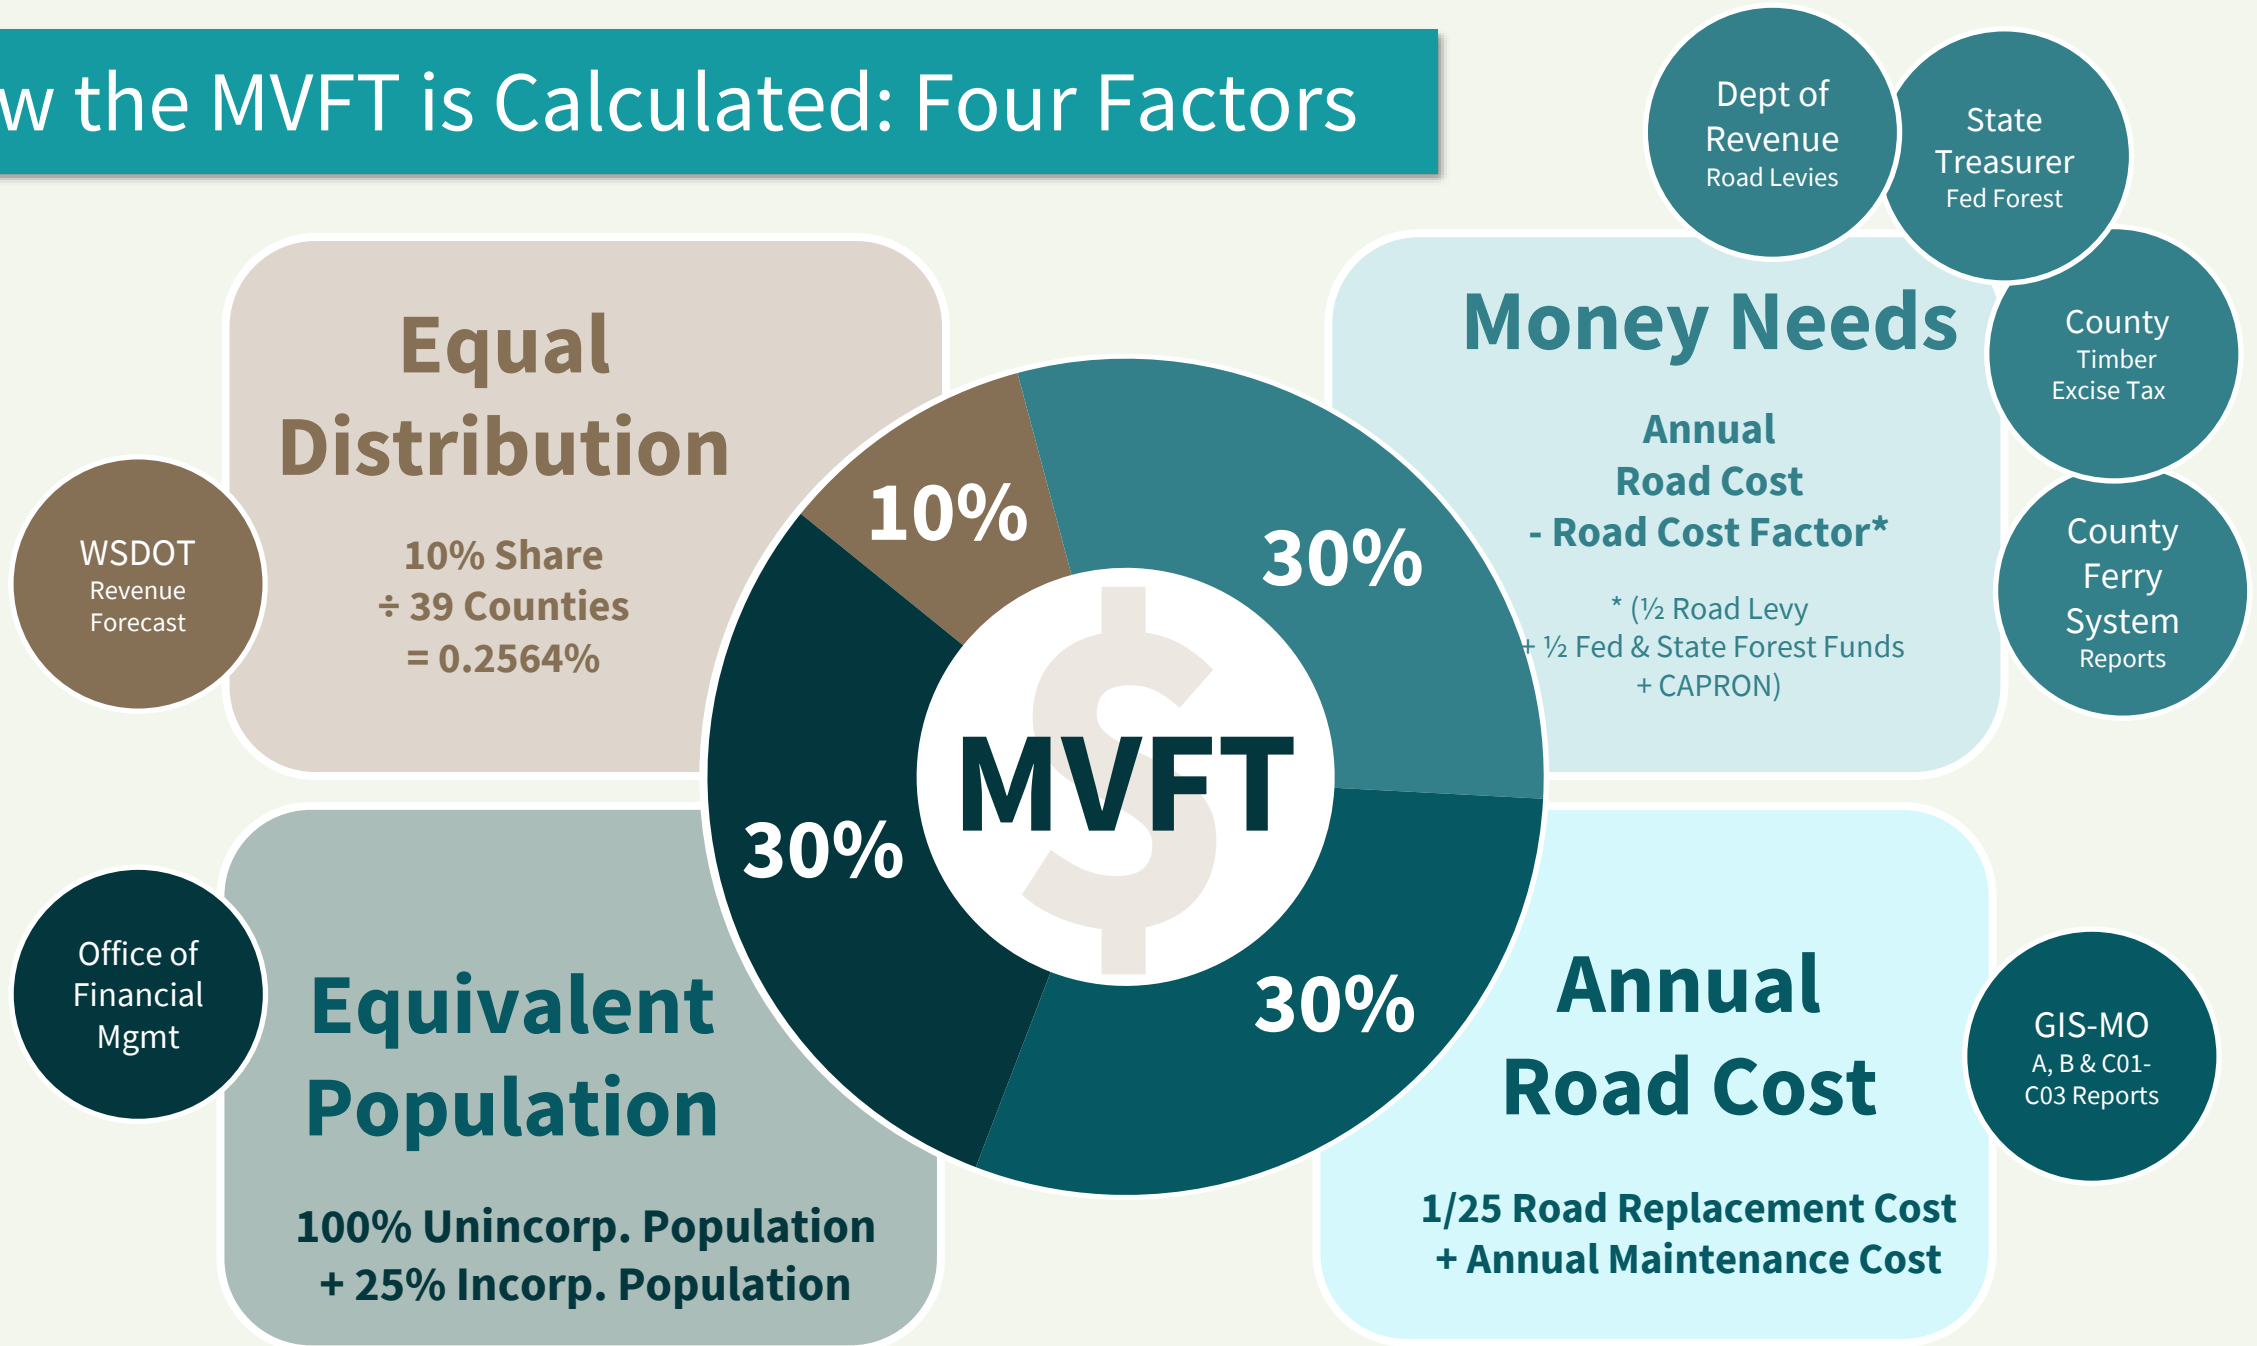 w the MVFT is Calculated: Four Factors
Dept of
Revenue
Road Levies
State
Treasurer
Fed Forest
County
Timber
Excise Tax
County
Ferry
System
Reports
Equal
Distribution
10% Share
÷ 39 Counties
= 0.2564%
WSDOT
Revenue
Forecast
Money Needs
Annual
Road Cost
- Road Cost Factor*
* (½ Road Levy
+ ½ Fed & State Forest Funds
+ CAPRON)
10%
30%
30%
30%
MVFT
$
Office of
Financial
Mgmt
Equivalent
Population
100% Unincorp. Population
+ 25% Incorp. Population
Annual
Road Cost
1/25 Road Replacement Cost
+ Annual Maintenance Cost
GIS-MO
A, B & C01-
C03 Reports